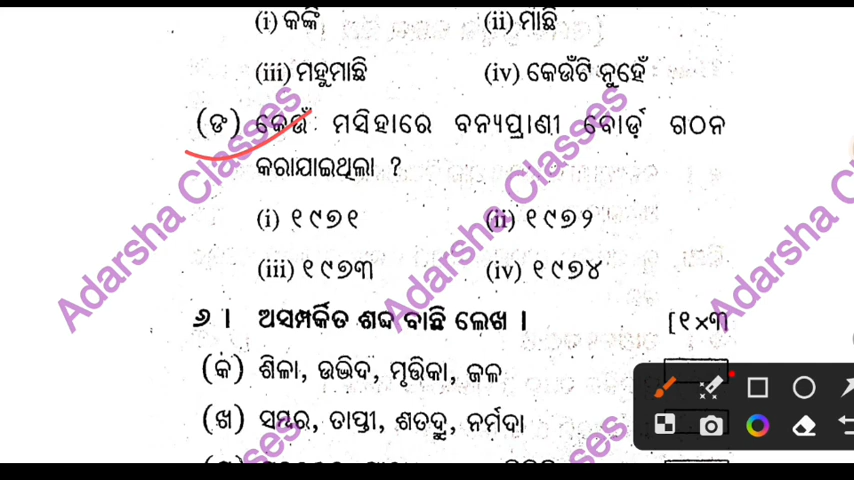 (i) କଙ୍କି (ii) ମାଛି
(iii) ମହୁମାଛି (iv) କେଉଁଟି ନୁହେଁ
(ଙ) କେଉଁ ମସିହାରେ ବନ୍ୟପ୍ରାଣୀ ବୋର୍ଡ଼ ଗଠନ
କରାଯାଇଥିଲା ?
(i) ୧୯୭୧ (ii) ୧୯୭୨
(iii) ୧୯୭୩ (iv) ୧୯୭୪
୬ । ଅସମ୍ପର୍କିତ ଶବ୍ଦ ବାଛି ଲେଖ । [୧×୩
(କ) ଶିଳା, ଉଦ୍ଭିଦ, ମୃତ୍ତିକା, ଜଳ
(ଖ) ସମ୍ଭର, ତାପ୍ତୀ, ଶତଦ୍ରୁ, ନର୍ମଦା
Adarsha Classes
Adarsha Classes
Adarsha Classes